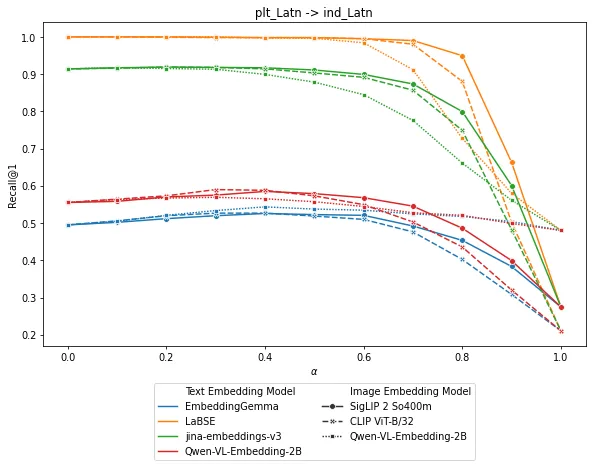 plt_Latn -> ind_Latn
Recall@1
1.0
0.9
0.8
0.7
0.6
0.5
0.4
0.3
0.2
0.0 0.2 0.4 0.6 0.8 1.0
α
Text Embedding Model Image Embedding Model
EmbeddingGemma SigLIP 2 So400m
LaBSE CLIP ViT-B/32
jina-embeddings-v3 Qwen-VL-Embedding-2B
Qwen-VL-Embedding-2B